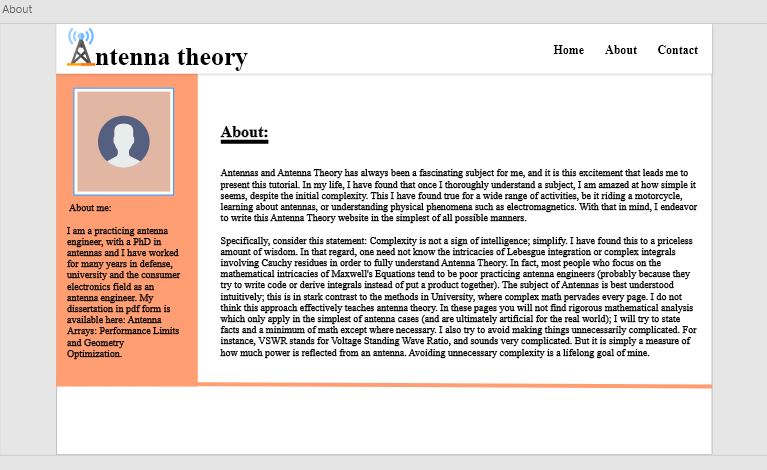 About
ntenna theory
Home About Contact
About me:
I am a practicing antenna
engineer, with a PhD in
antennas and I have worked
for many years in defense,
university and the consumer
electronics field as an
antenna engineer. My
dissertation in pdf form is
available here: Antenna
Arrays: Performance Limits
and Geometry
Optimization.
About:
Antennas and Antenna Theory has always been a fascinating subject for me, and it is this excitement that leads me to
present this tutorial. In my life, I have found that once I thoroughly understand a subject, I am amazed at how simple it
seems, despite the initial complexity. This I have found true for a wide range of activities, be it riding a motorcycle,
learning about antennas, or understanding physical phenomena such as electromagnetics. With that in mind, I endeavor
to write this Antenna Theory website in the simplest of all possible manners.
Specifically, consider this statement: Complexity is not a sign of intelligence; simplify. I have found this to a priceless
amount of wisdom. In that regard, one need not know the intricacies of Lebesgue integration or complex integrals
involving Cauchy residues in order to fully understand Antenna Theory. In fact, most people who focus on the
mathematical intricacies of Maxwell's Equations tend to be poor practicing antenna engineers (probably because they
try to write code or derive integrals instead of put a product together). The subject of Antennas is best understood
intuitively; this is in stark contrast to the methods in University, where complex math pervades every page. I do not
think this approach effectively teaches antenna theory. In these pages you will not find rigorous mathematical analysis
which only apply in the simplest of antenna cases (and are ultimately artificial for the real world); I will try to state
facts and a minimum of math except where necessary. I also try to avoid making things unnecessarily complicated. For
instance, VSWR stands for Voltage Standing Wave Ratio, and sounds very complicated. But it is simply a measure of
how much power is reflected from an antenna. Avoiding unnecessary complexity is a lifelong goal of mine.